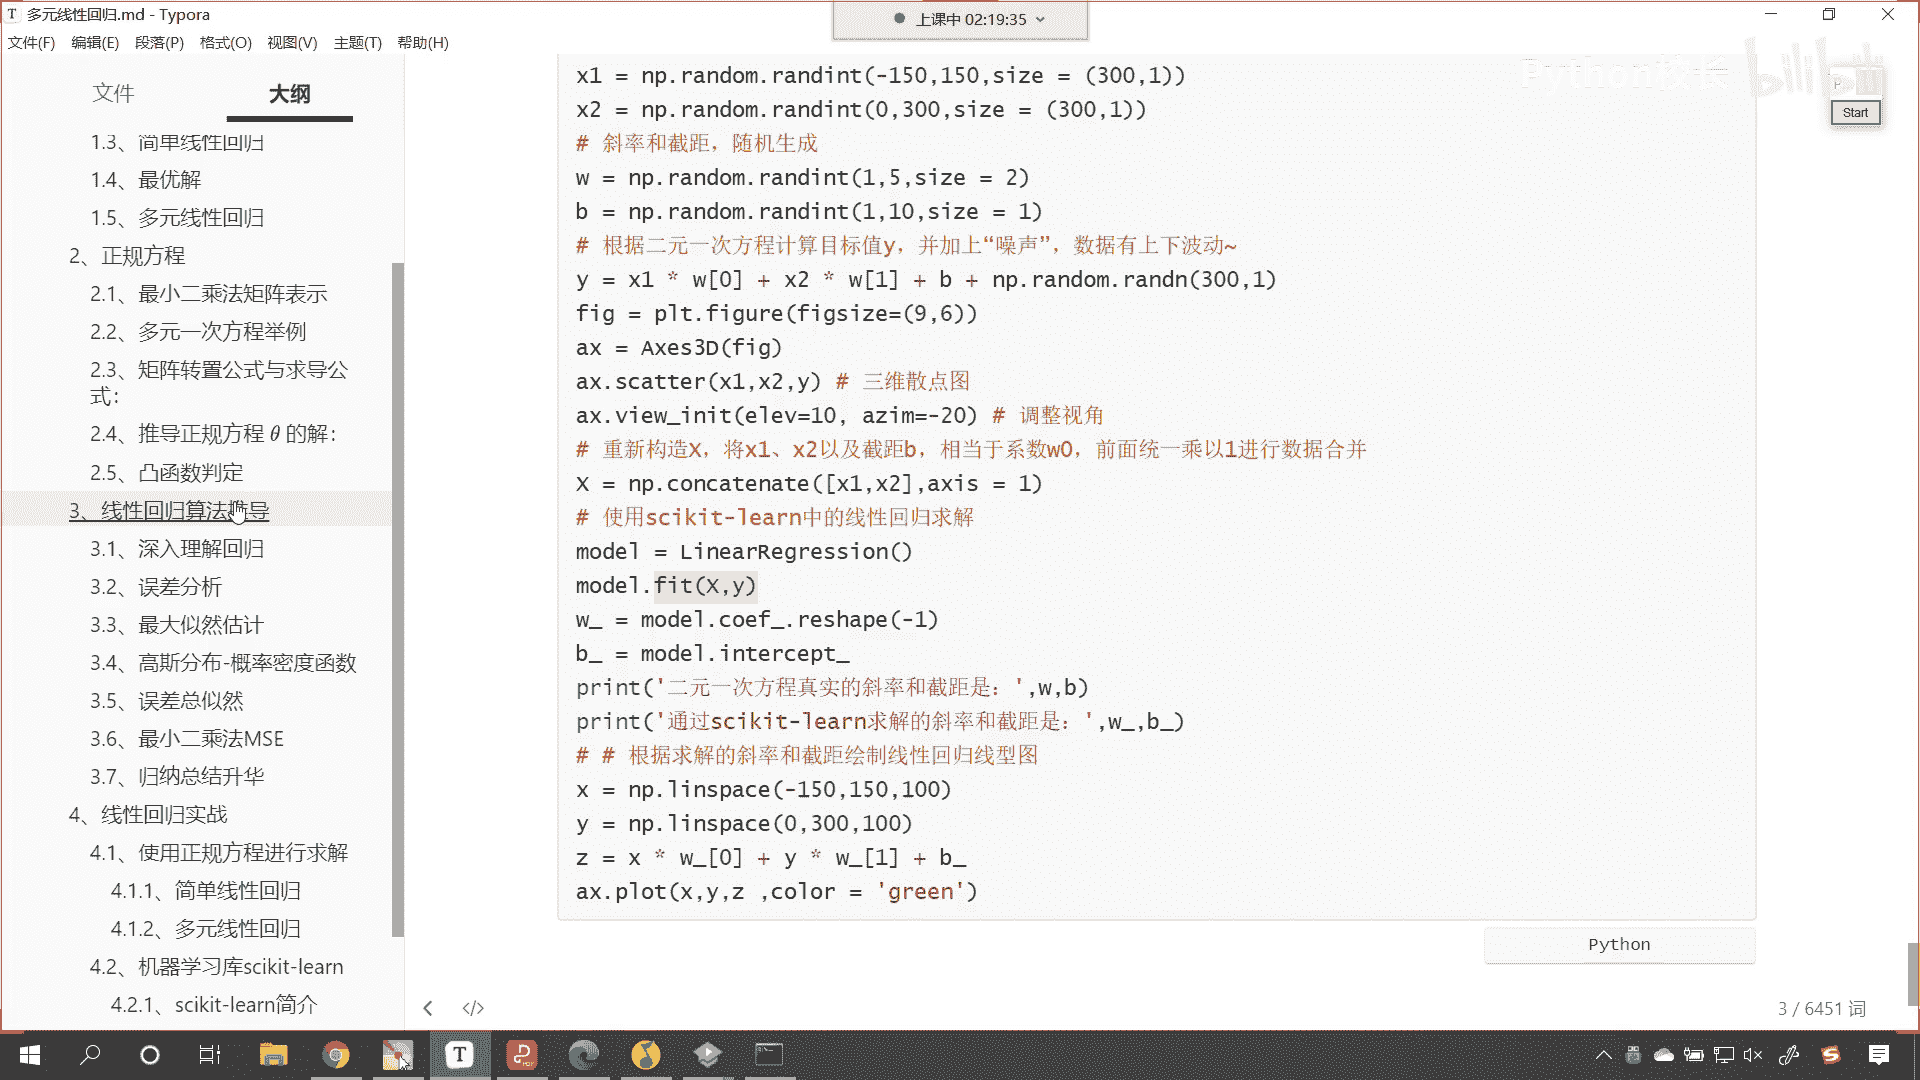 多元线性回归.md - Typora
上课中 02:19:35
文件(F) 编辑(E) 段落(P) 格式(O) 视图(V) 主题(T) 帮助(H)
文件 大纲
1.3、简单线性回归
1.4、最优解
1.5、多元线性回归
2、正规方程
2.1、最小二乘法矩阵表示
2.2、多元一次方程举例
2.3、矩阵转置公式与求导公
式：
2.4、推导正规方程 θ 的解：
2.5、凸函数判定
3、线性回归算法推导
3.1、深入理解回归
3.2、误差分析
3.3、最大似然估计
3.4、高斯分布-概率密度函数
3.5、误差总似然
3.6、最小二乘法MSE
3.7、归纳总结升华
4、线性回归实战
4.1、使用正规方程进行求解
4.1.1、简单线性回归
4.1.2、多元线性回归
4.2、机器学习库scikit-learn
4.2.1、scikit-learn简介
x1 = np.random.randint(-150,150,size = (300,1))
x2 = np.random.randint(0,300,size = (300,1))
# 斜率和截距，随机生成
w = np.random.randint(1,5,size = 2)
b = np.random.randint(1,10,size = 1)
# 根据二元一次方程计算目标值y，并加上“噪声”，数据有上下波动~
y = x1 * w[0] + x2 * w[1] + b + np.random.randn(300,1)
fig = plt.figure(figsize=(9,6))
ax = Axes3D(fig)
ax.scatter(x1,x2,y) # 三维散点图
ax.view_init(elev=10, azim=-20) # 调整视角
# 重新构造X，将x1、x2以及截距b，相当于系数w0，前面统一乘以1进行数据合并
X = np.concatenate([x1,x2],axis = 1)
# 使用scikit-learn中的线性回归求解
model = LinearRegression()
model.fit(X,y)
w_ = model.coef_.reshape(-1)
b_ = model.intercept_
print('二元一次方程真实的斜率和截距是：',w,b)
print('通过scikit-learn求解的斜率和截距是：',w_,b_)
# # 根据求解的斜率和截距绘制线性回归线型图
x = np.linspace(-150,150,100)
y = np.linspace(0,300,100)
z = x * w_[0] + y * w_[1] + b_
ax.plot(x,y,z ,color = 'green')
Python
3 / 6451 词
Start
bilibili